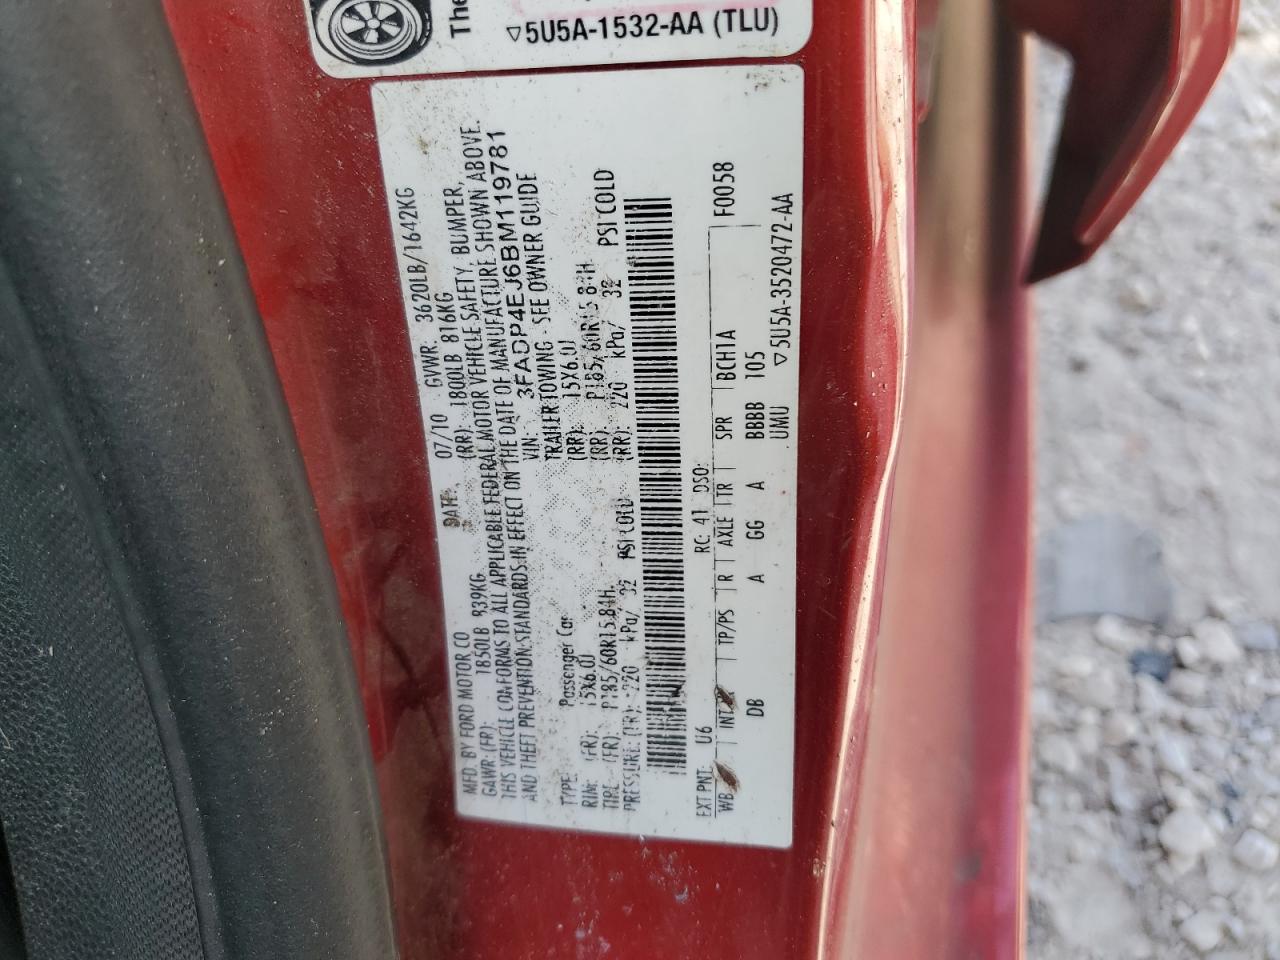 The
▽5U5A-1532-AA (TLU)
MFD. BY FORD MOTOR CO
DATE: 07/10 GVWR: 3620LB/1642KG
GAWR: (FR): 1850LB 839KG (RR): 1800LB 816KG
THIS VEHICLE CONFORMS TO ALL APPLICABLE FEDERAL MOTOR VEHICLE SAFETY, BUMPER,
AND THEFT PREVENTION STANDARDS IN EFFECT ON THE DATE OF MANUFACTURE SHOWN ABOVE.
VIN: 3FADP4EJ6BM119781
TYPE: Passenger Car TRAILER TOWING - SEE OWNER GUIDE
RIM: (FR): 15X6.0J (RR): 15X6.0J
TIRE: (FR): P185/60R15 84H (RR): P185/60R15 84H
PRESSURE: (FR): 220 kPa/ 32 PSI COLD (RR): 220 kPa/ 32 PSI COLD
EXT PNT: U6 RC: 41 DSO: F0058
WB INT TP/PS R AXLE TR SPR BCH1A
DB A GG A BBBB 105
UMU ▽5U5A-3520472-AA